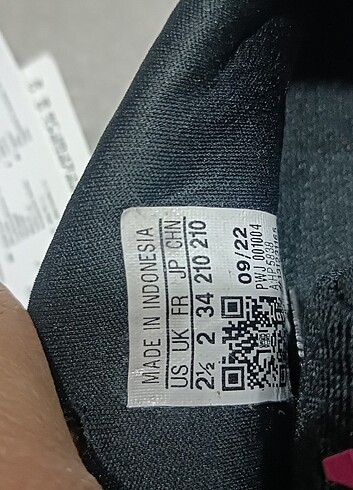 MADE IN INDONESIA
US UK FR JP CHN
2½ 2 34 210 210
09/22
PWJ 001004